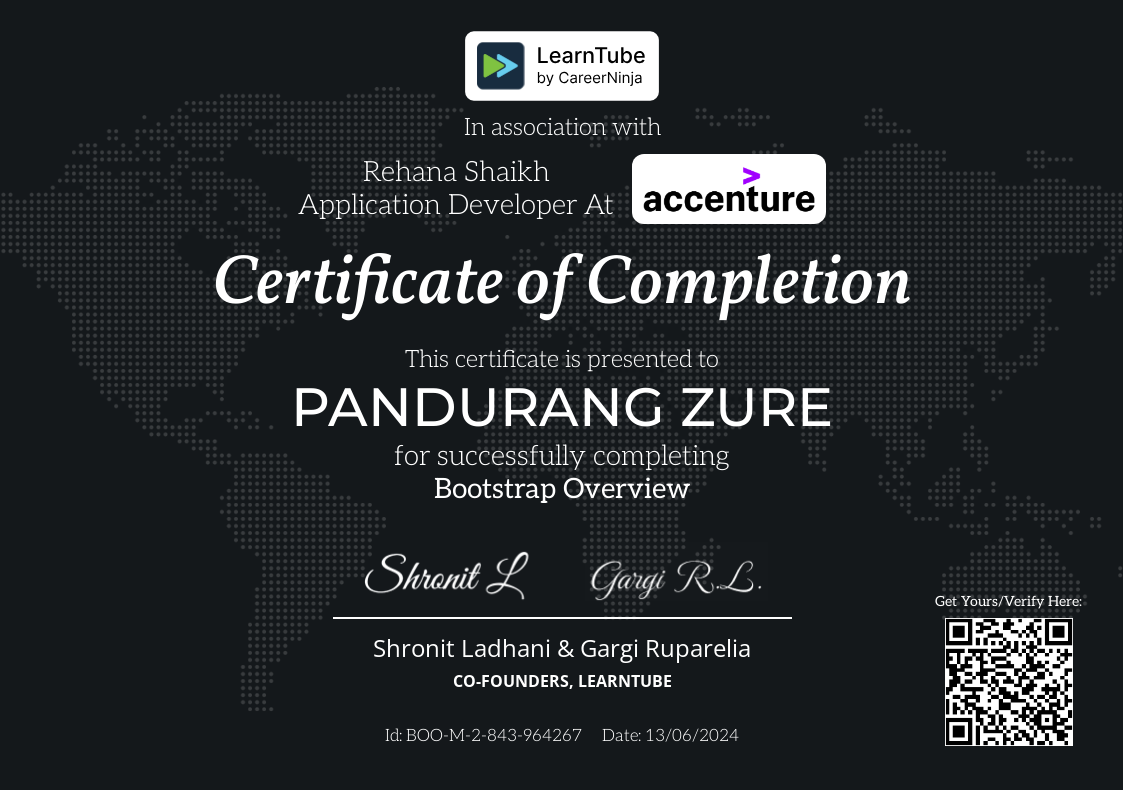 LearnTube
by CareerNinja
In association with
Rehana Shaikh
Application Developer At
accenture
Certificate of Completion
This certificate is presented to
PANDURANG ZURE
for successfully completing
Bootstrap Overview
Shronit L
Gargi R.L.
Shronit Ladhani & Gargi Ruparelia
CO-FOUNDERS, LEARNTUBE
Get Yours/Verify Here:
Id: BOO-M-2-843-964267 Date: 13/06/2024